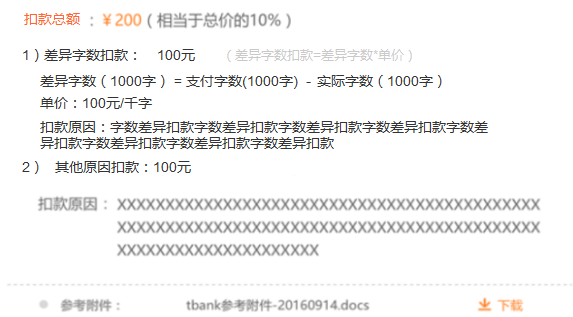 扣款总额：￥200（相当于总价的10%）
1）差异字数扣款： 100元 （差异字数扣款=差异字数*单价）
差异字数（1000字）= 支付字数(1000字) - 实际字数（1000字）
单价：100元/千字
扣款原因：字数差异扣款字数差异扣款字数差异扣款字数差异扣款字数差
异扣款字数差异扣款字数差异扣款字数差异扣款
2） 其他原因扣款：100元
扣款原因：XXXXXXXXXXXXXXXXXXXXXXXXXXXXXXXXXXXXXXXXXXXX
XXXXXXXXXXXXXXXXXXXXXXXXXXXXXXXXXXXXXXXXXXXX
XXXXXXXXXXXXXXXXXXXXX
参考附件： tbank参考附件-20160914.docs 下载